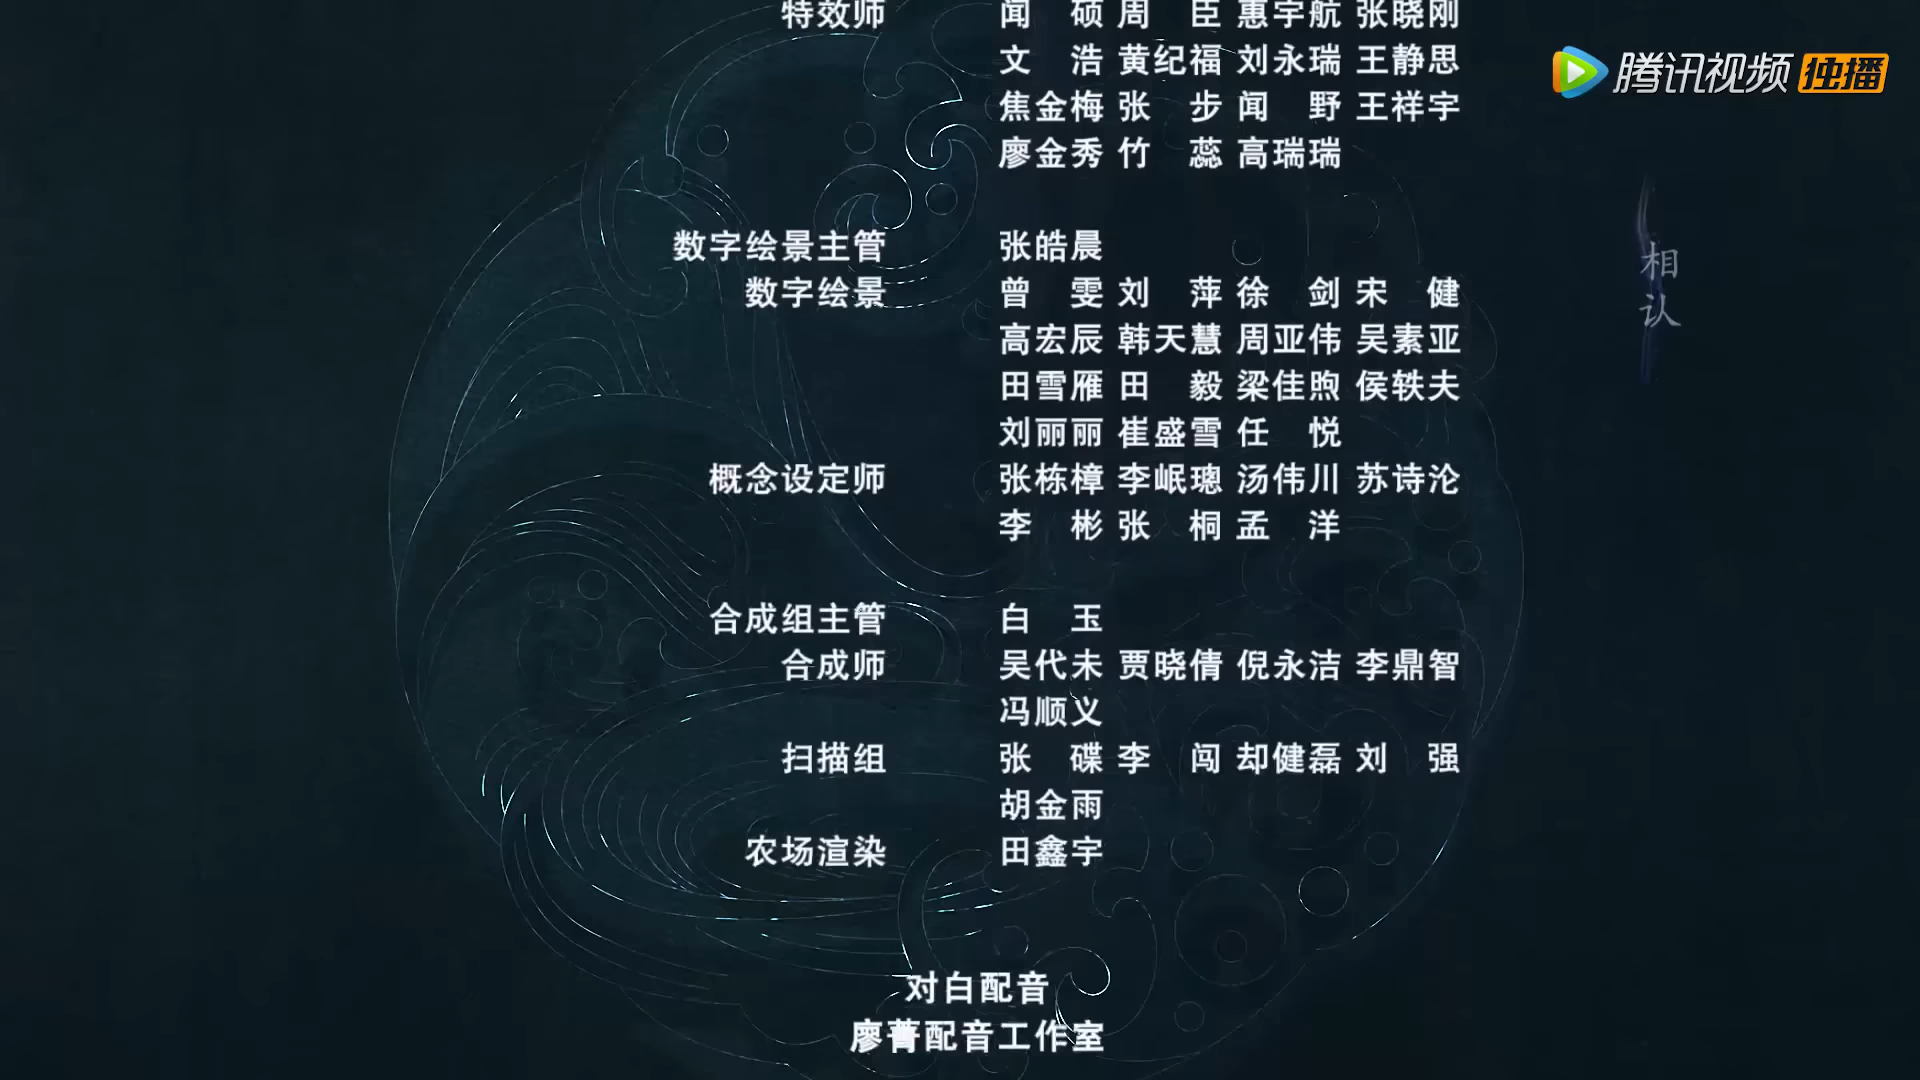 特效师 闻 硕 周 臣 惠宇航 张晓刚
文 浩 黄纪福 刘永瑞 王静思
焦金梅 张 步 闻 野 王祥宇
廖金秀 竹 蕊 高瑞瑞
腾讯视频 独播
相认
数字绘景主管 张皓晨
数字绘景 曾 雯 刘 萍 徐 剑 宋 健
高宏辰 韩天慧 周亚伟 吴素亚
田雪雁 田 毅 梁佳煦 侯轶夫
刘丽丽 崔盛雪 任 悦
概念设定师 张栋樟 李岷璁 汤伟川 苏诗沦
李 彬 张 桐 孟 洋
合成组主管 白 玉
合成师 吴代未 贾晓倩 倪永洁 李鼎智
冯顺义
扫描组 张 碟 李 闯 却健磊 刘 强
胡金雨
农场渲染 田鑫宇
对白配音
廖菁配音工作室